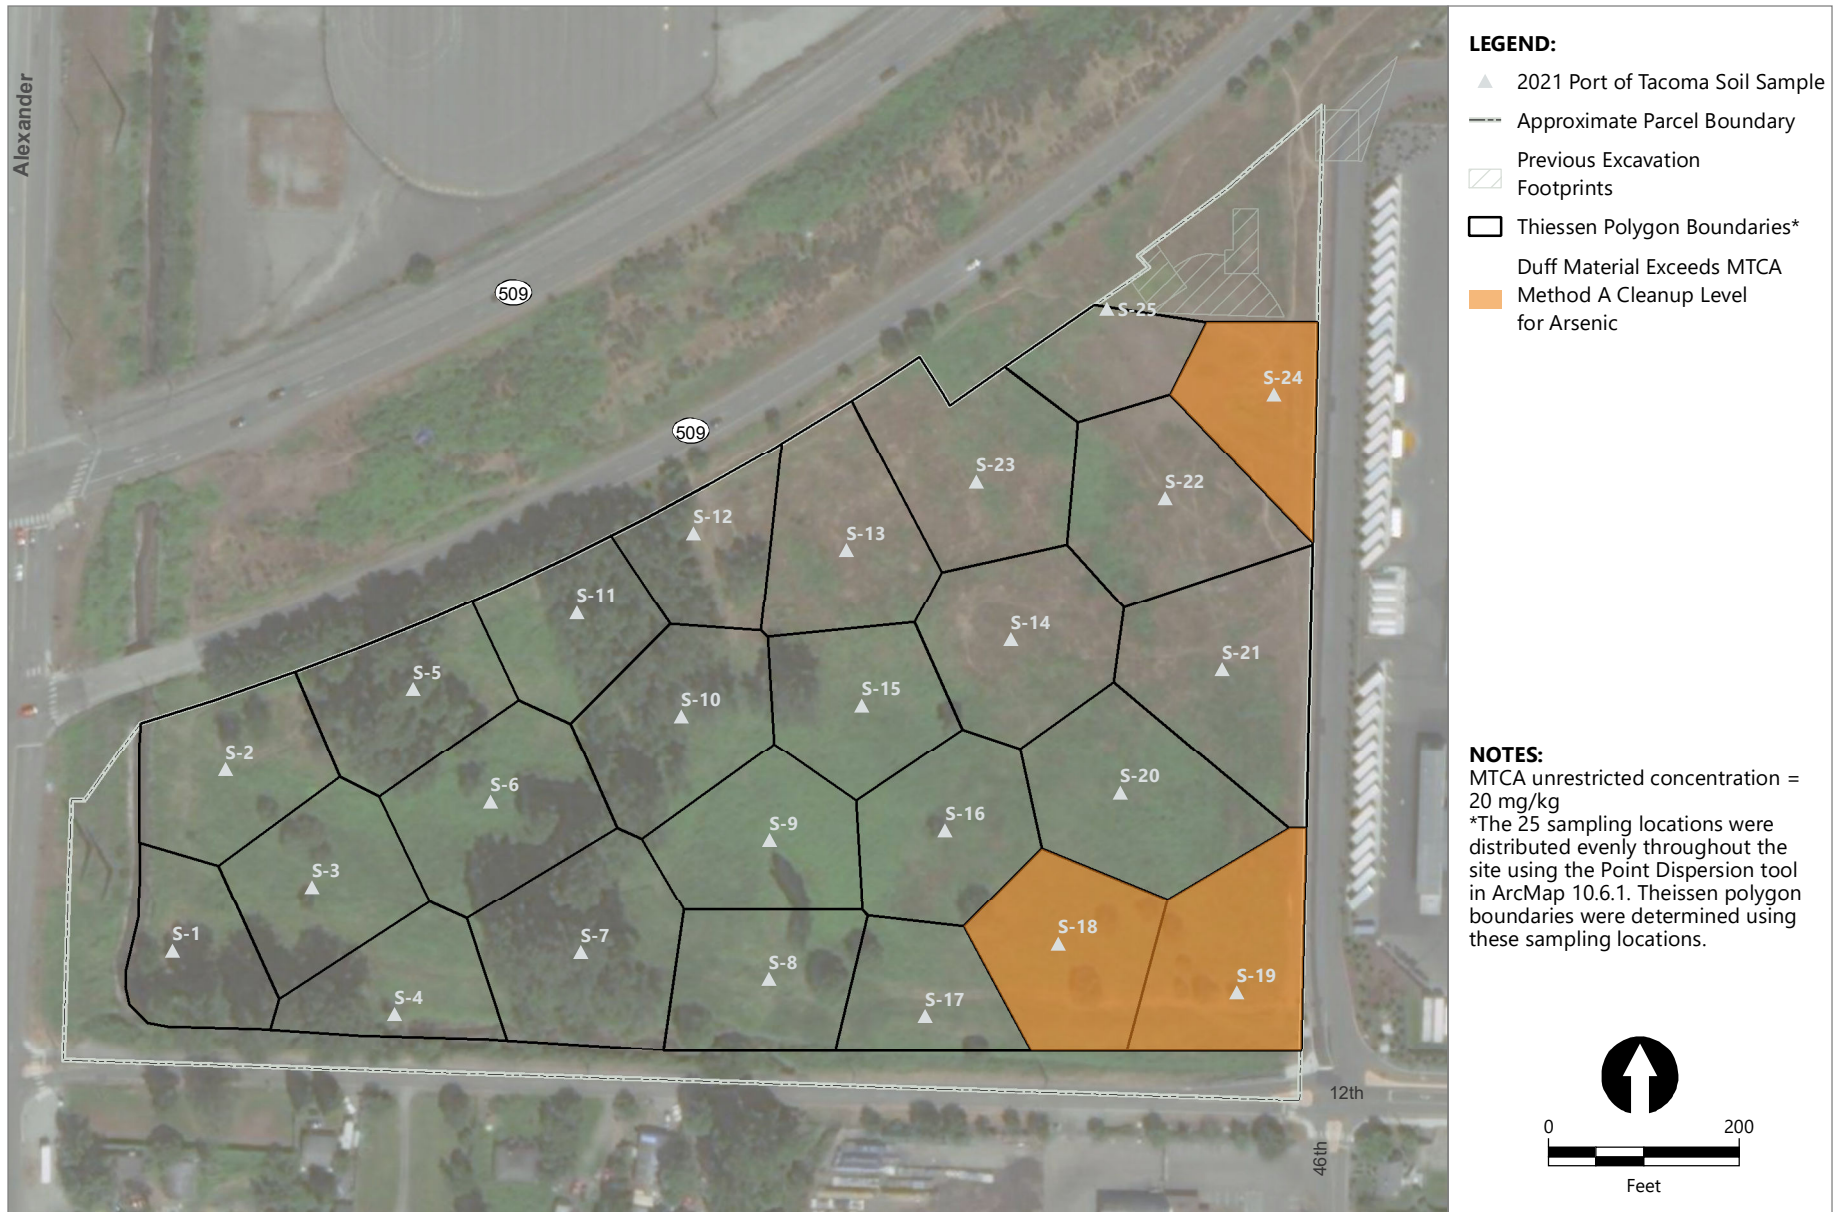 Alexander
509
509
S-25
S-24
S-23
S-22
S-12
S-13
S-11
S-14
S-21
S-5
S-10
S-15
S-2
S-6
S-20
S-9
S-16
S-3
S-1
S-7
S-18
S-8
S-19
S-4
S-17
12th
46th
LEGEND:
2021 Port of Tacoma Soil Sample
Approximate Parcel Boundary
Previous Excavation
Footprints
Thiessen Polygon Boundaries*
Duff Material Exceeds MTCA
Method A Cleanup Level
for Arsenic
NOTES:
MTCA unrestricted concentration =
20 mg/kg
*The 25 sampling locations were
distributed evenly throughout the
site using the Point Dispersion tool
in ArcMap 10.6.1. Theissen polygon
boundaries were determined using
these sampling locations.
0 200
Feet